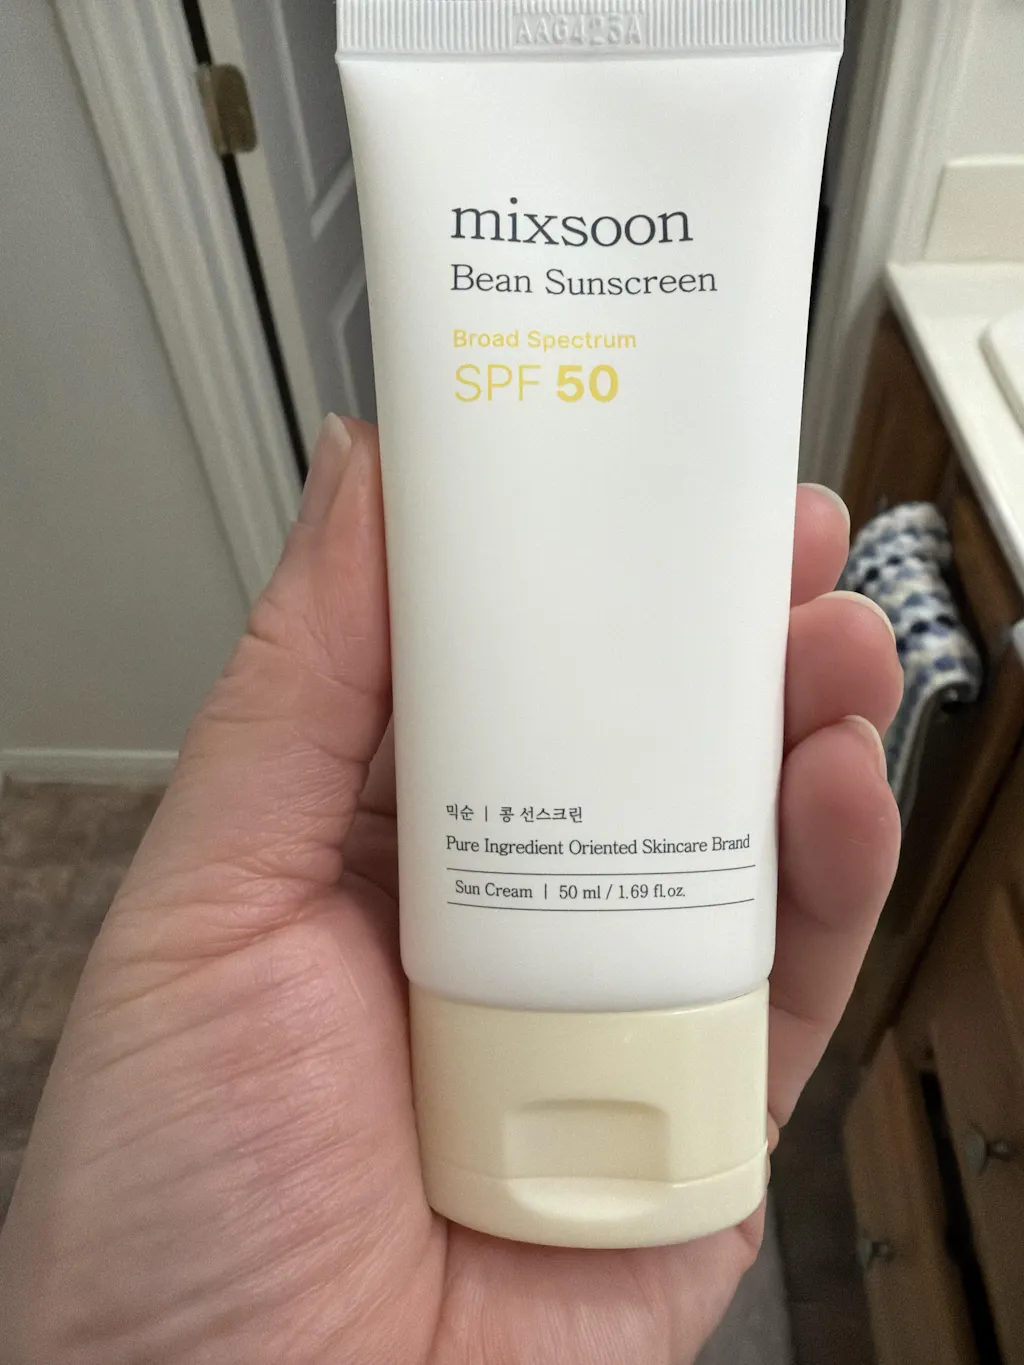 AAG425A
mixsoon
Bean Sunscreen
Broad Spectrum
SPF 50
믹순 | 콩 선스크린
Pure Ingredient Oriented Skincare Brand
Sun Cream | 50 ml / 1.69 fl.oz.